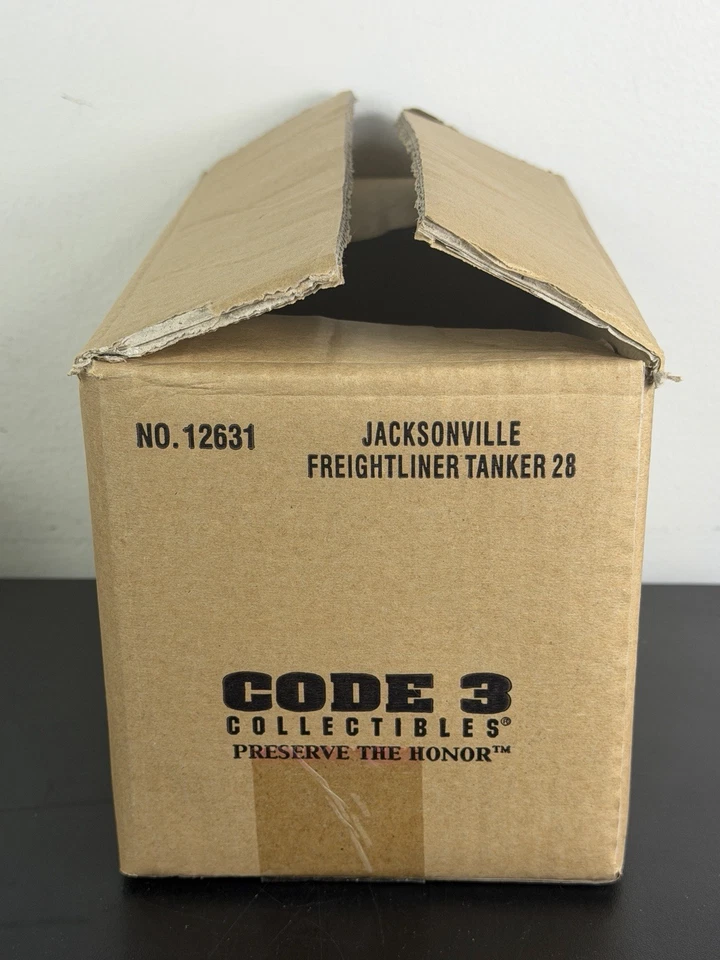 NO. 12631
JACKSONVILLE
FREIGHTLINER TANKER 28
CODE 3
COLLECTIBLES®
PRESERVE THE HONOR™